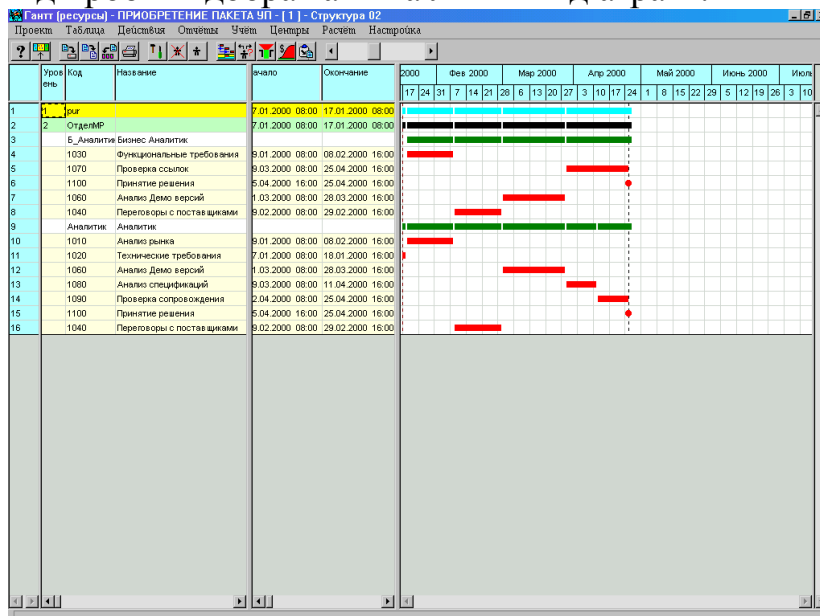 Гантт (ресурсы) - ПРИОБРЕТЕНИЕ ПАКЕТА УП - [ 1 ] - Структура 02
Проект Таблица Действия Отчёты Учёт Центры Расчёт Настройка
Уров ень Код Название ачало Окончание 2000 Фев 2000 Мар 2000 Апр 2000 Май 2000 Июнь 2000 Июль
17 24 31 7 14 21 28 6 13 20 27 3 10 17 24 1 8 15 22 29 5 12 19 26 3 10
1 1 pur 7.01.2000 08:00 17.01.2000 08:00
2 2 ОтделМР 7.01.2000 08:00 17.01.2000 08:00
3 Б_Аналити Бизнес Аналитик
4 1030 Функциональные требования 9.01.2000 08:00 08.02.2000 16:00
5 1070 Проверка ссылок 9.03.2000 08:00 25.04.2000 16:00
6 1100 Принятие решения 5.04.2000 16:00 25.04.2000 16:00
7 1060 Анализ Демо версий 1.03.2000 08:00 28.03.2000 16:00
8 1040 Переговоры с поставщиками 9.02.2000 08:00 29.02.2000 16:00
9 Аналитик Аналитик
10 1010 Анализ рынка 9.01.2000 08:00 08.02.2000 16:00
11 1020 Технические требования 7.01.2000 08:00 18.01.2000 16:00
12 1060 Анализ Демо версий 1.03.2000 08:00 28.03.2000 16:00
13 1080 Анализ спецификаций 9.03.2000 08:00 11.04.2000 16:00
14 1090 Проверка сопровождения 2.04.2000 08:00 25.04.2000 16:00
15 1100 Принятие решения 5.04.2000 16:00 25.04.2000 16:00
16 1040 Переговоры с поставщиками 9.02.2000 08:00 29.02.2000 16:00